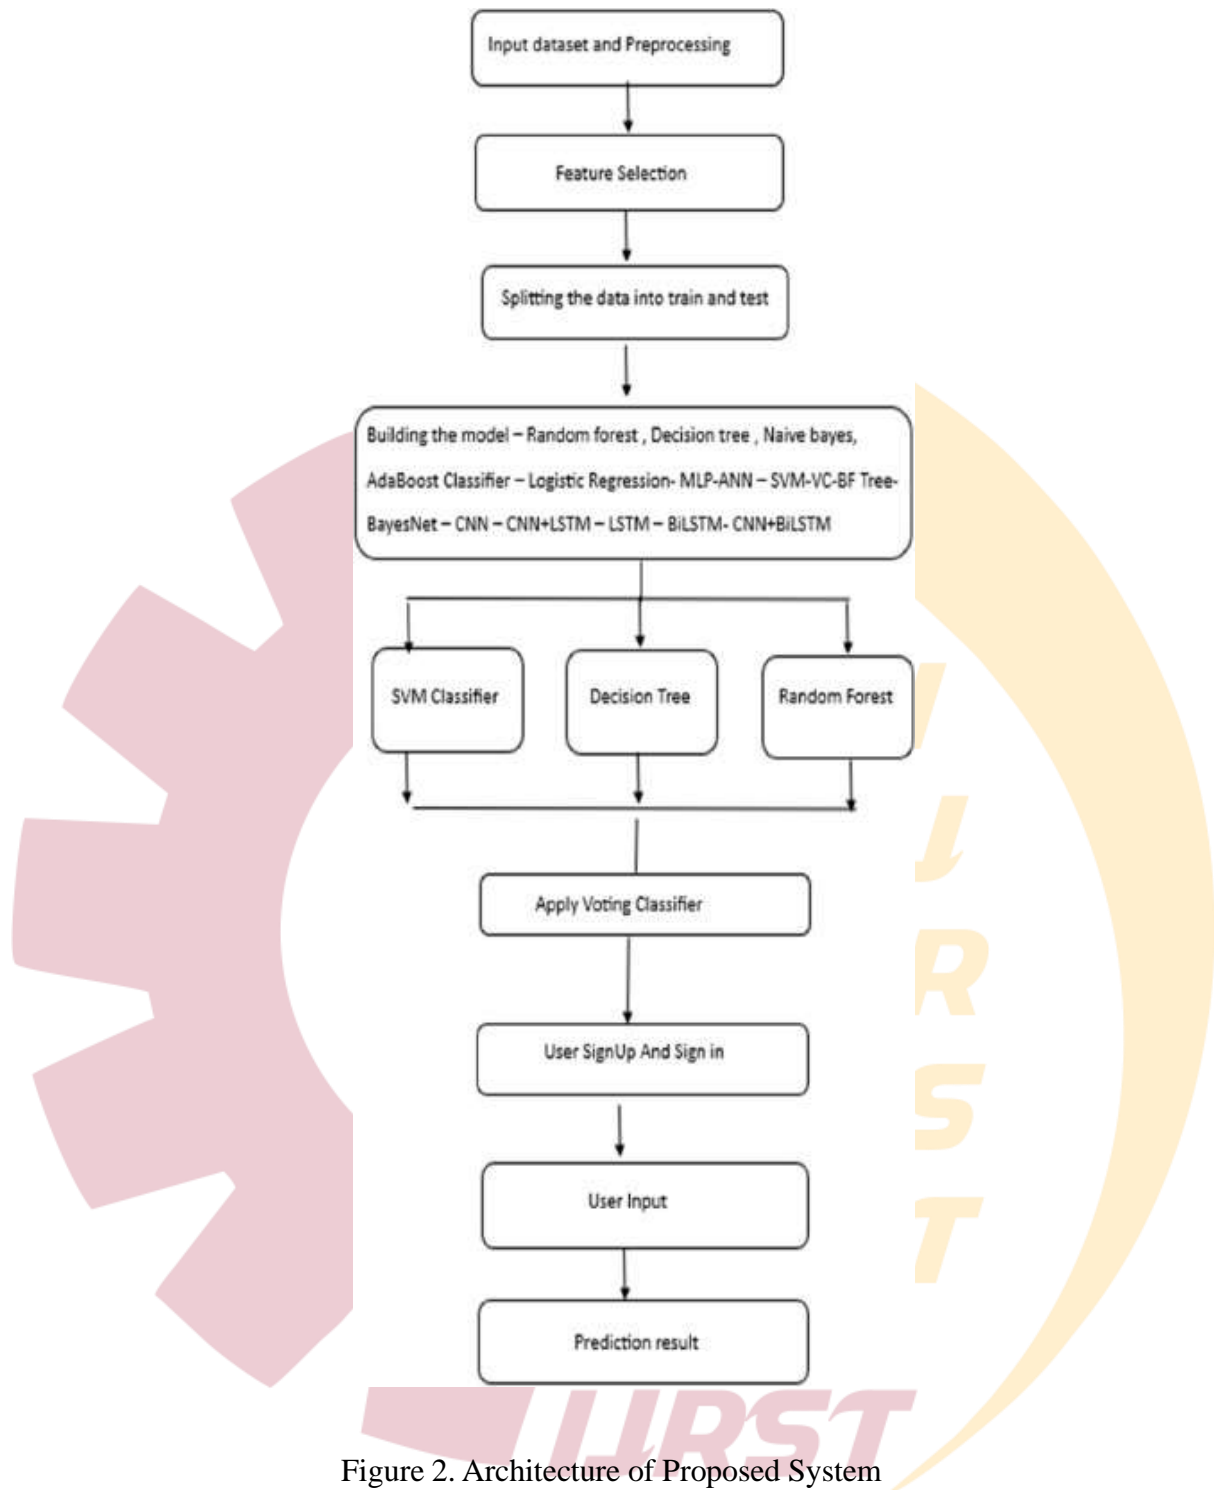 Input dataset and Preprocessing
Feature Selection
Splitting the data into train and test
Building the model – Random forest , Decision tree , Naive bayes,
AdaBoost Classifier – Logistic Regression- MLP-ANN – SVM-VC-BF Tree-
BayesNet – CNN – CNN+LSTM – LSTM – BiLSTM- CNN+BiLSTM
SVM Classifier
Decision Tree
Random Forest
Apply Voting Classifier
User SignUp And Sign in
User Input
Prediction result
IJRST
Figure 2. Architecture of Proposed System